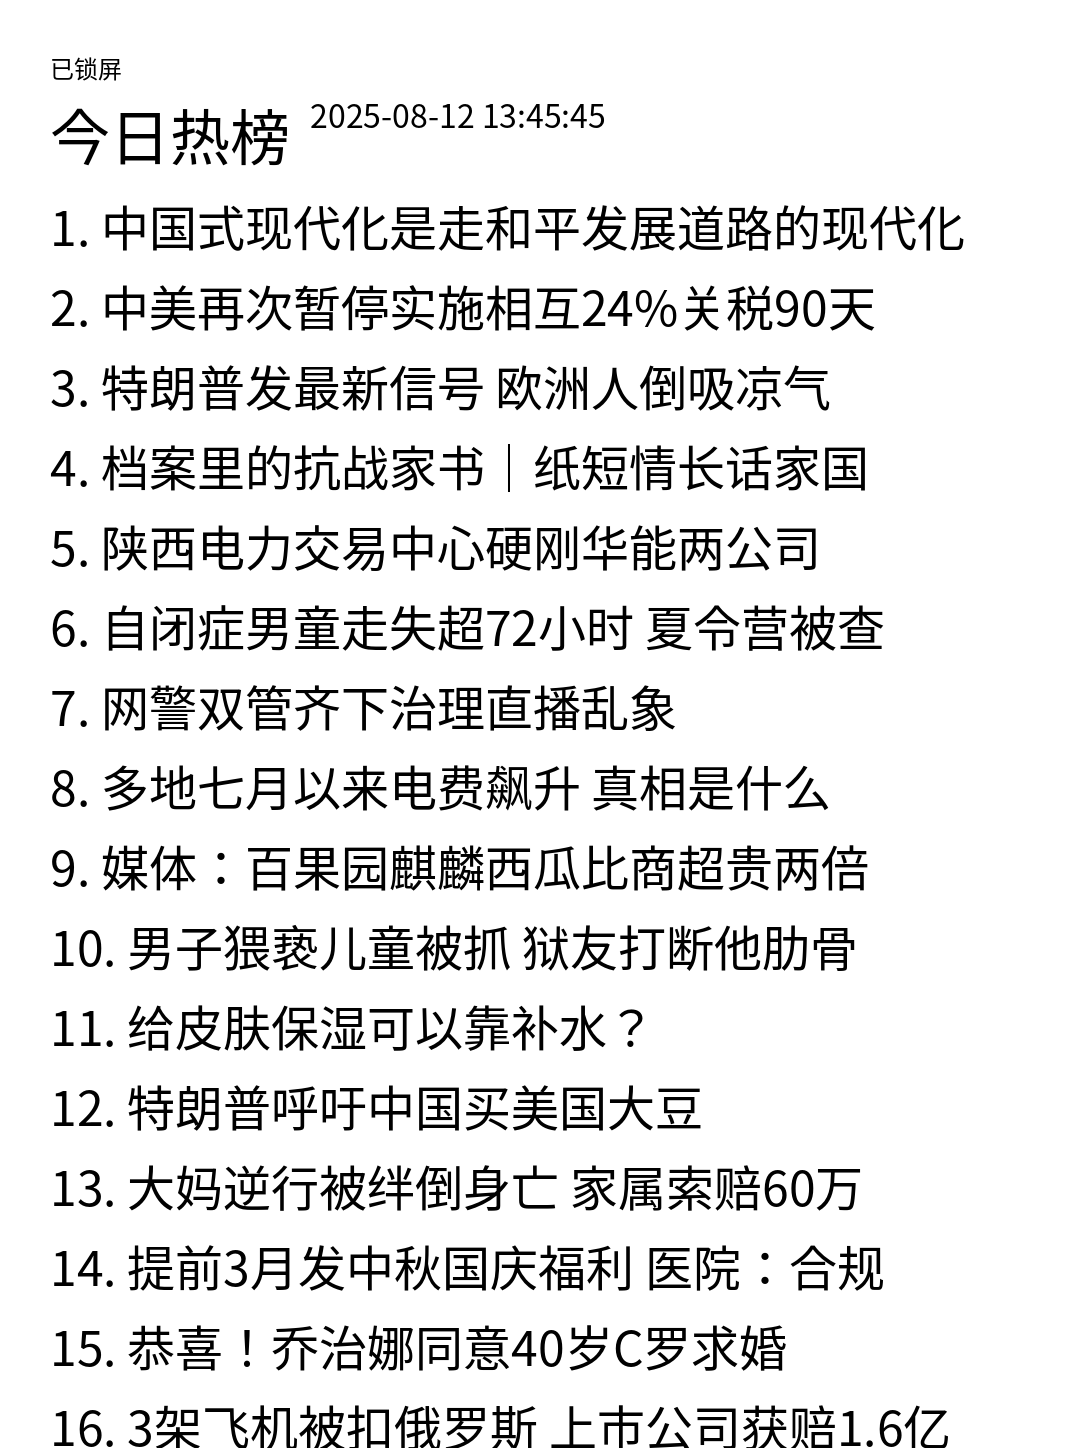 已锁屏
今日热榜 2025-08-12 13:45:45
1. 中国式现代化是走和平发展道路的现代化
2. 中美再次暂停实施相互24%关税90天
3. 特朗普发最新信号 欧洲人倒吸凉气
4. 档案里的抗战家书｜纸短情长话家国
5. 陕西电力交易中心硬刚华能两公司
6. 自闭症男童走失超72小时 夏令营被查
7. 网警双管齐下治理直播乱象
8. 多地七月以来电费飙升 真相是什么
9. 媒体：百果园麒麟西瓜比商超贵两倍
10. 男子猥亵儿童被抓 狱友打断他肋骨
11. 给皮肤保湿可以靠补水？
12. 特朗普呼吁中国买美国大豆
13. 大妈逆行被绊倒身亡 家属索赔60万
14. 提前3月发中秋国庆福利 医院：合规
15. 恭喜！乔治娜同意40岁C罗求婚
16. 3架飞机被扣俄罗斯 上市公司获赔1.6亿